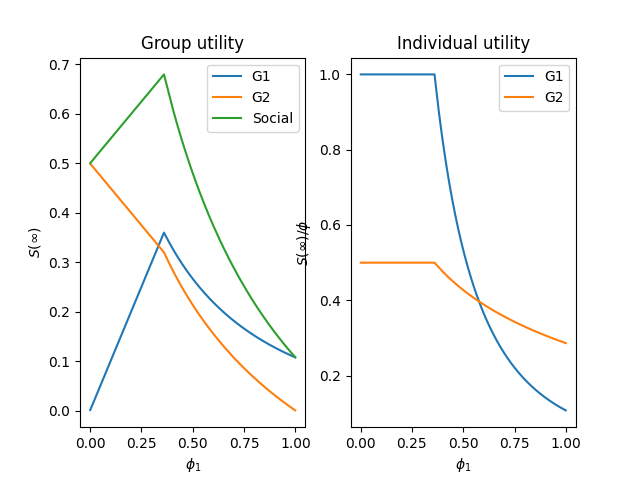 Group utility
G1
G2
Social
0.7
0.6
0.5
0.4
0.3
0.2
0.1
0.0
S(∞)
0.00 0.25 0.50 0.75 1.00
ϕ₁
Individual utility
G1
G2
1.0
0.8
0.6
0.4
0.2
S(∞)/ϕ
0.00 0.25 0.50 0.75 1.00
ϕ₁